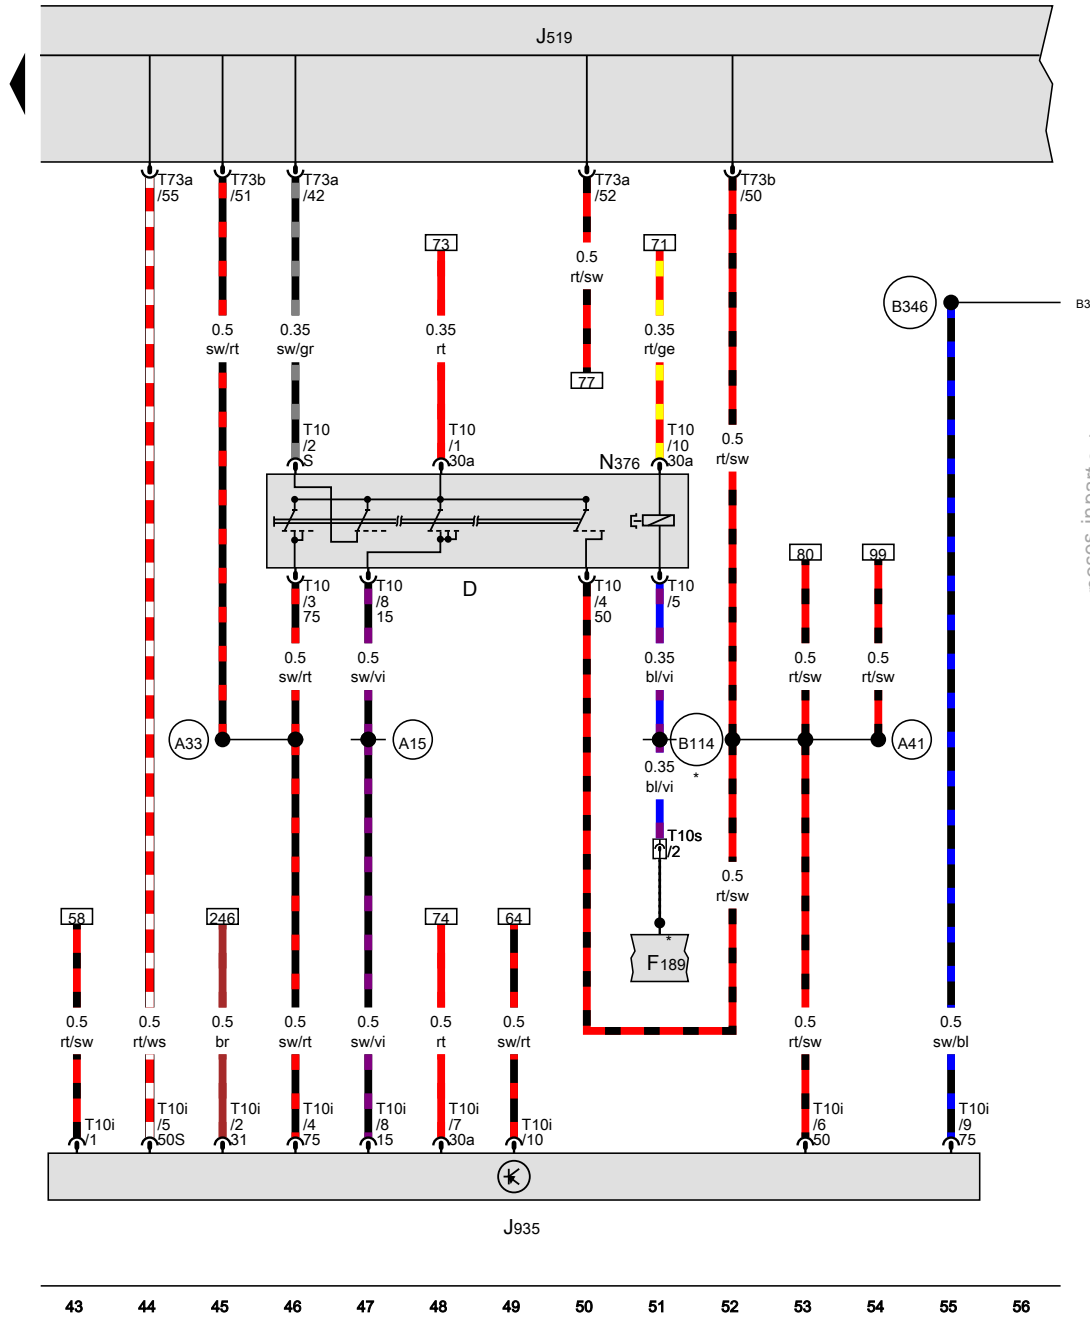 J519
T73a
/55
T73b
/51
T73a
/42
T73a
/52
T73b
/50
73
71
0.5
rt/sw
B346
B3
0.5
sw/rt
0.35
sw/gr
0.35
rt
0.35
rt/ge
77
T10
/2
S
T10
/1
30a
N376
T10
/10
30a
0.5
rt/sw
80
99
T10
/3
75
T10
/8
15
D
T10
/4
50
T10
/5
0.5
sw/rt
0.5
sw/vi
0.35
bl/vi
0.5
rt/sw
0.5
rt/sw
A33
A15
B114
*
A41
0.35
bl/vi
T10s
/2
0.5
rt/sw
58
246
74
64
*
F189
0.5
rt/sw
0.5
rt/ws
0.5
br
0.5
sw/rt
0.5
sw/vi
0.5
rt
0.5
sw/rt
0.5
rt/sw
0.5
sw/bl
T10i
/1
T10i
/5
50S
T10i
/2
31
T10i
/4
75
T10i
/8
15
T10i
/7
30a
T10i
/10
T10i
/6
50
T10i
/9
75
J935
43 44 45 46 47 48 49 50 51 52 53 54 55 56